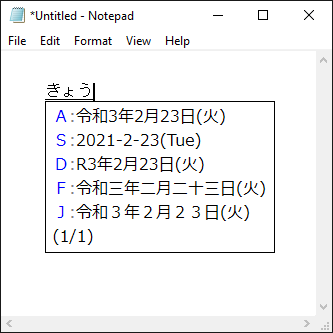 *Untitled - Notepad
File Edit Format View Help
きょう
A:令和3年2月23日(火)
S:2021-2-23(Tue)
D:R3年2月23日(火)
F:令和三年二月二十三日(火)
J:令和３年２月２３日(火)
(1/1)